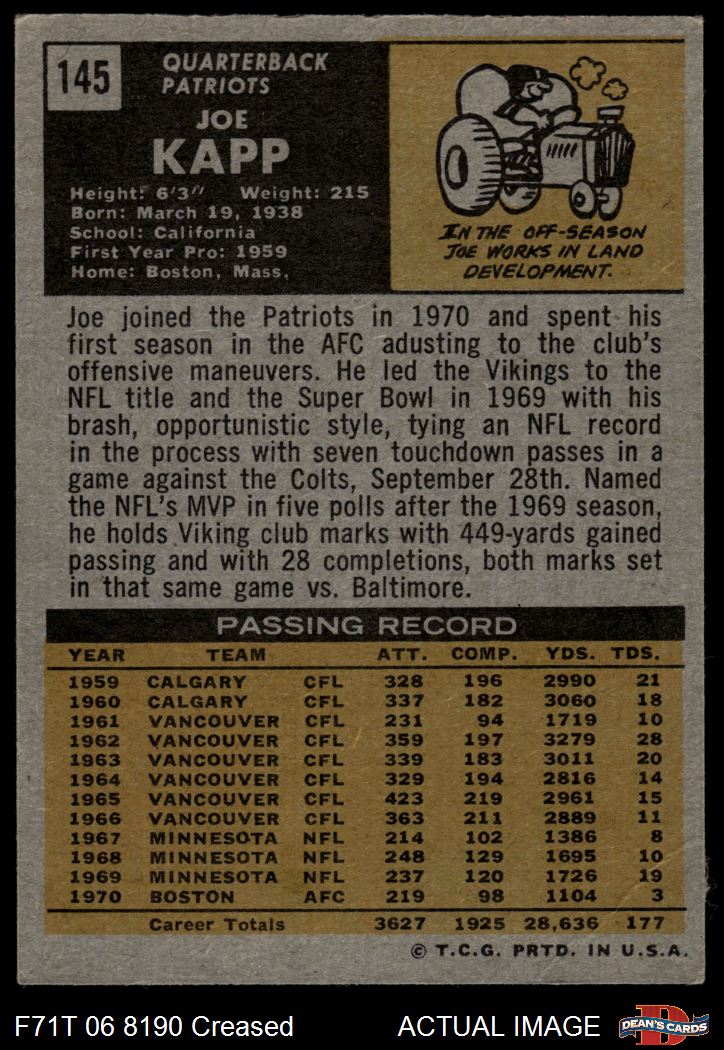 145
QUARTERBACK
PATRIOTS
JOE
KAPP
Height: 6'3" Weight: 215
Born: March 19, 1938
School: California
First Year Pro: 1959
Home: Boston, Mass.
IN THE OFF-SEASON
JOE WORKS IN LAND
DEVELOPMENT.
Joe joined the Patriots in 1970 and spent his
first season in the AFC adusting to the club's
offensive maneuvers. He led the Vikings to the
NFL title and the Super Bowl in 1969 with his
brash, opportunistic style, tying an NFL record
in the process with seven touchdown passes in a
game against the Colts, September 28th. Named
the NFL's MVP in five polls after the 1969 season,
he holds Viking club marks with 449-yards gained
passing and with 28 completions, both marks set
in that same game vs. Baltimore.
PASSING RECORD
YEAR TEAM ATT. COMP. YDS. TDS.
1959 CALGARY CFL 328 196 2990 21
1960 CALGARY CFL 337 182 3060 18
1961 VANCOUVER CFL 231 94 1719 10
1962 VANCOUVER CFL 359 197 3279 28
1963 VANCOUVER CFL 339 183 3011 20
1964 VANCOUVER CFL 329 194 2816 14
1965 VANCOUVER CFL 423 219 2961 15
1966 VANCOUVER CFL 363 211 2889 11
1967 MINNESOTA NFL 214 102 1386 8
1968 MINNESOTA NFL 248 129 1695 10
1969 MINNESOTA NFL 237 120 1726 19
1970 BOSTON AFC 219 98 1104 3
Career Totals 3627 1925 28,636 177
© T.C.G. PRTD. IN U.S.A.
F71T 06 8190 Creased ACTUAL IMAGE
D
DEAN'S CARDS